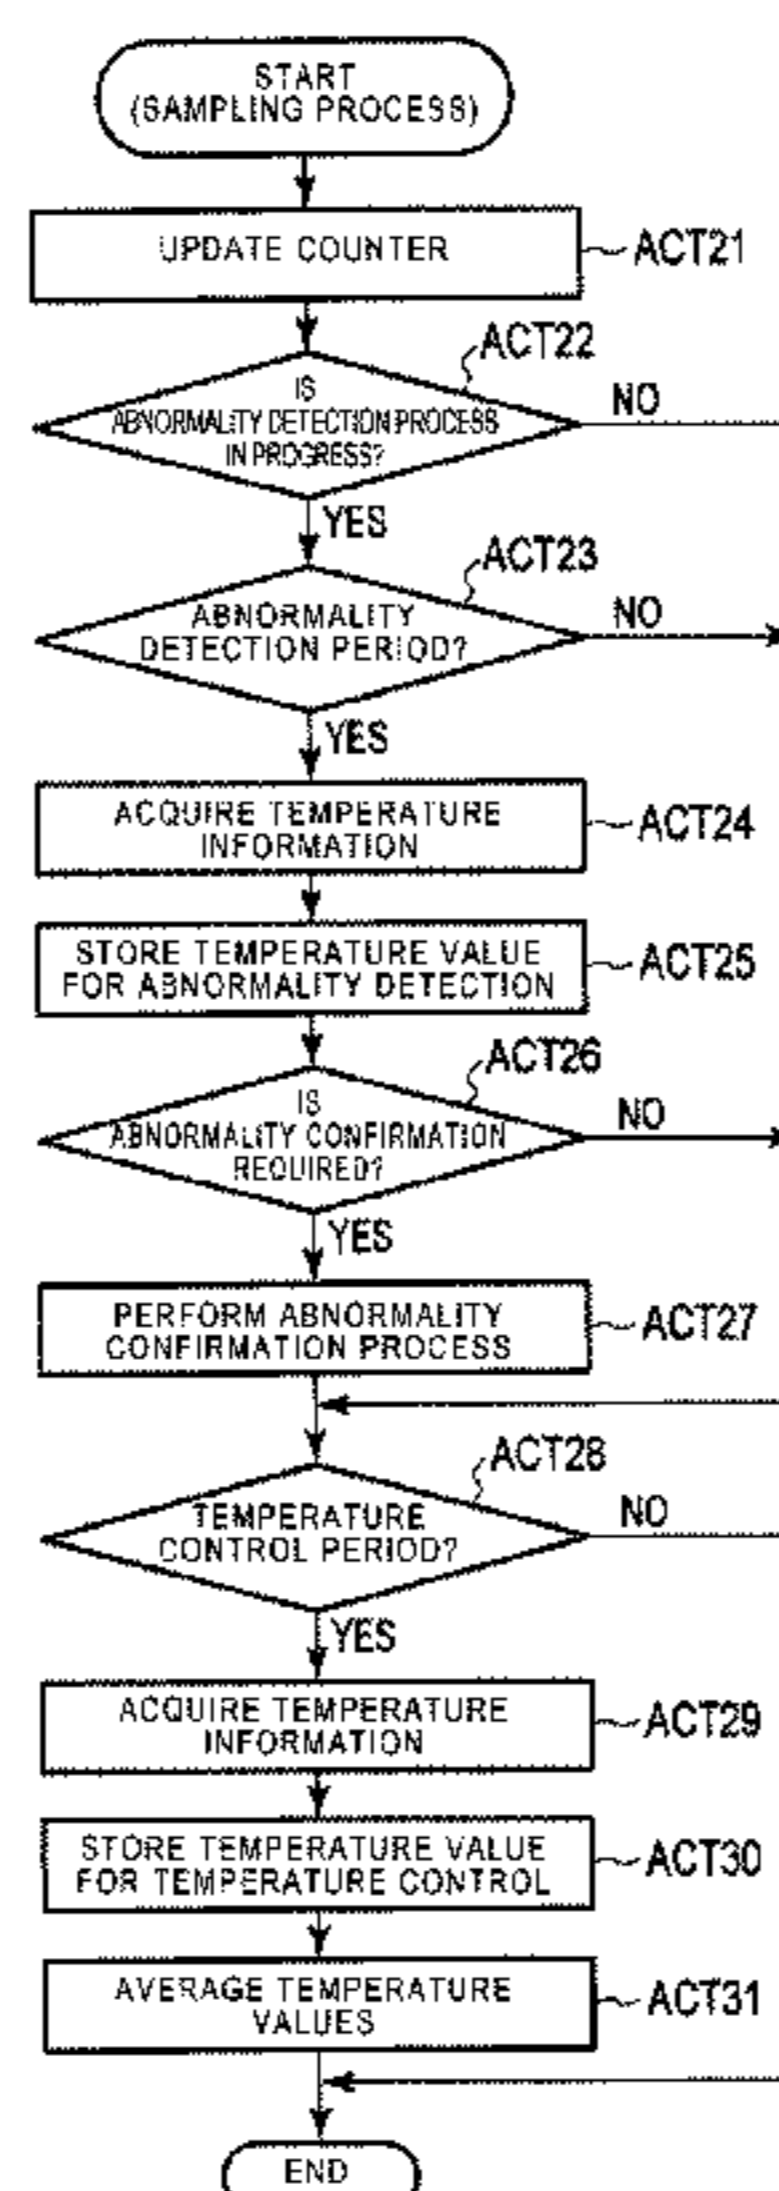 START
(SAMPLING PROCESS)
UPDATE COUNTER
ACT21
ACT22
IS
ABNORMALITY DETECTION PROCESS
IN PROGRESS?
NO
YES
ACT23
ABNORMALITY
DETECTION PERIOD?
NO
YES
ACQUIRE TEMPERATURE
INFORMATION
ACT24
STORE TEMPERATURE VALUE
FOR ABNORMALITY DETECTION
ACT25
ACT26
IS
ABNORMALITY CONFIRMATION
REQUIRED?
NO
YES
PERFORM ABNORMALITY
CONFIRMATION PROCESS
ACT27
ACT28
TEMPERATURE
CONTROL PERIOD?
NO
YES
ACQUIRE TEMPERATURE
INFORMATION
ACT29
STORE TEMPERATURE VALUE
FOR TEMPERATURE CONTROL
ACT30
AVERAGE TEMPERATURE
VALUES
ACT31
END